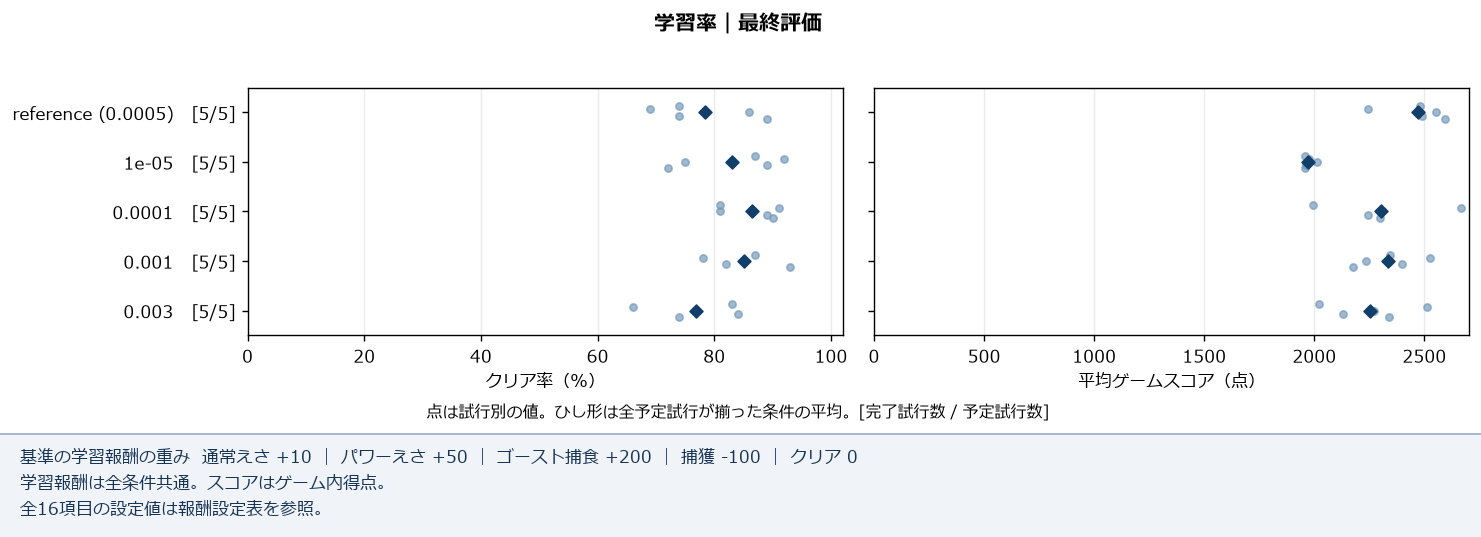 学習率｜最終評価
reference (0.0005) [5/5]
1e-05 [5/5]
0.0001 [5/5]
0.001 [5/5]
0.003 [5/5]
0 20 40 60 80 100
クリア率（%）
0 500 1000 1500 2000 2500
平均ゲームスコア（点）
点は試行別の値。ひし形は全予定試行が揃った条件の平均。[完了試行数 / 予定試行数]
基準の学習報酬の重み 通常えさ +10 ｜ パワーえさ +50 ｜ ゴースト捕食 +200 ｜ 捕獲 -100 ｜ クリア 0
学習報酬は全条件共通。スコアはゲーム内得点。
全16項目の設定値は報酬設定表を参照。